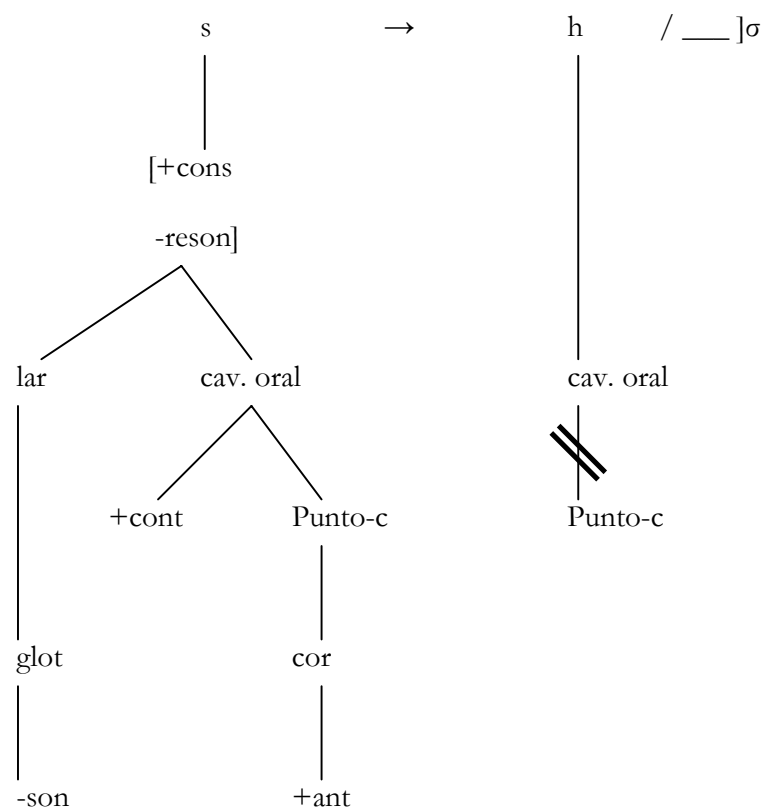 s → h / ___ ]σ
[+cons
-reson]
lar cav. oral cav. oral
+cont Punto-c Punto-c
glot cor
-son +ant